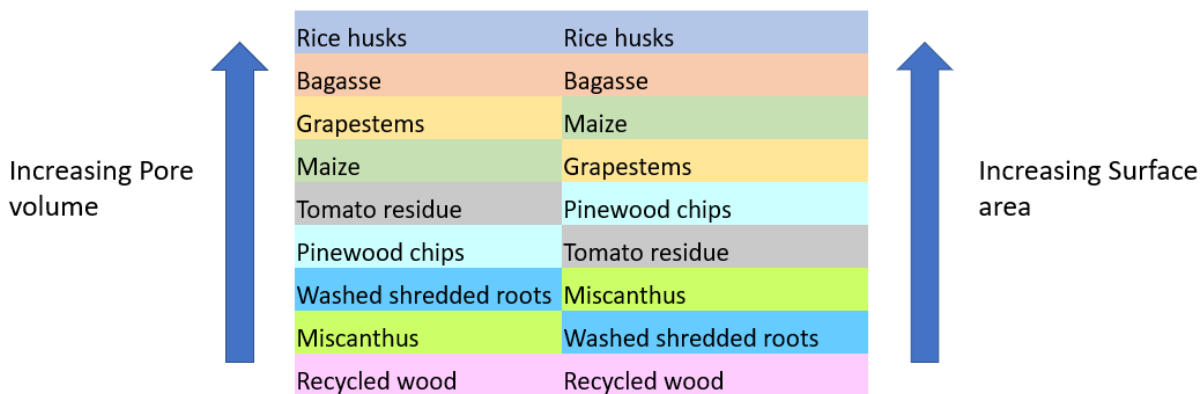 Increasing Pore
volume
Rice husks Rice husks
Bagasse Bagasse
Grapestems Maize
Maize Grapestems
Tomato residue Pinewood chips
Pinewood chips Tomato residue
Washed shredded roots Miscanthus
Miscanthus Washed shredded roots
Recycled wood Recycled wood
Increasing Surface
area